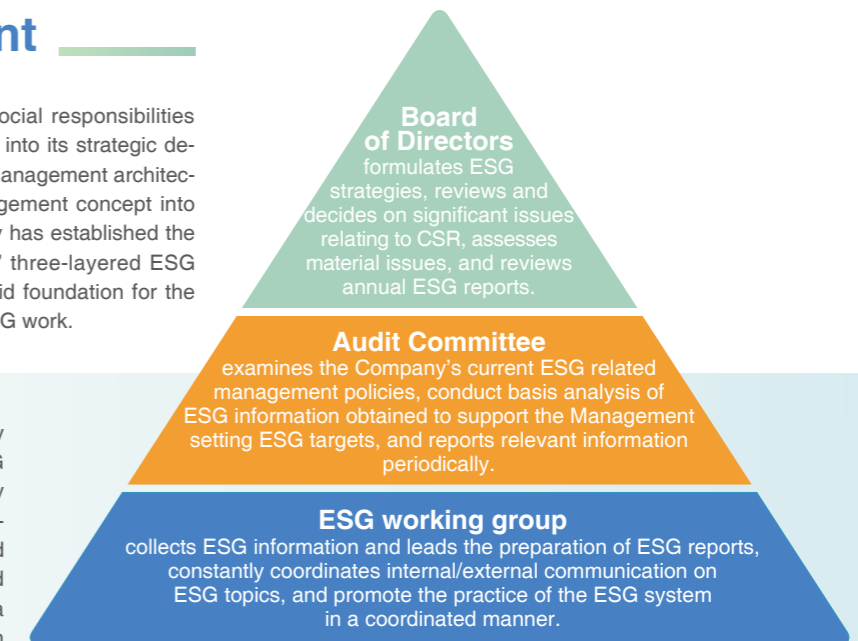 nt
ocial responsibilities
into its strategic de-
anagement architec-
gement concept into
y has established the
" three-layered ESG
id foundation for the
G work.
Board
of Directors
formulates ESG
strategies, reviews and
decides on significant issues
relating to CSR, assesses
material issues, and reviews
annual ESG reports.
Audit Committee
examines the Company's current ESG related
management policies, conduct basis analysis of
ESG information obtained to support the Management
setting ESG targets, and reports relevant information
periodically.
ESG working group
collects ESG information and leads the preparation of ESG reports,
constantly coordinates internal/external communication on
ESG topics, and promote the practice of the ESG system
in a coordinated manner.